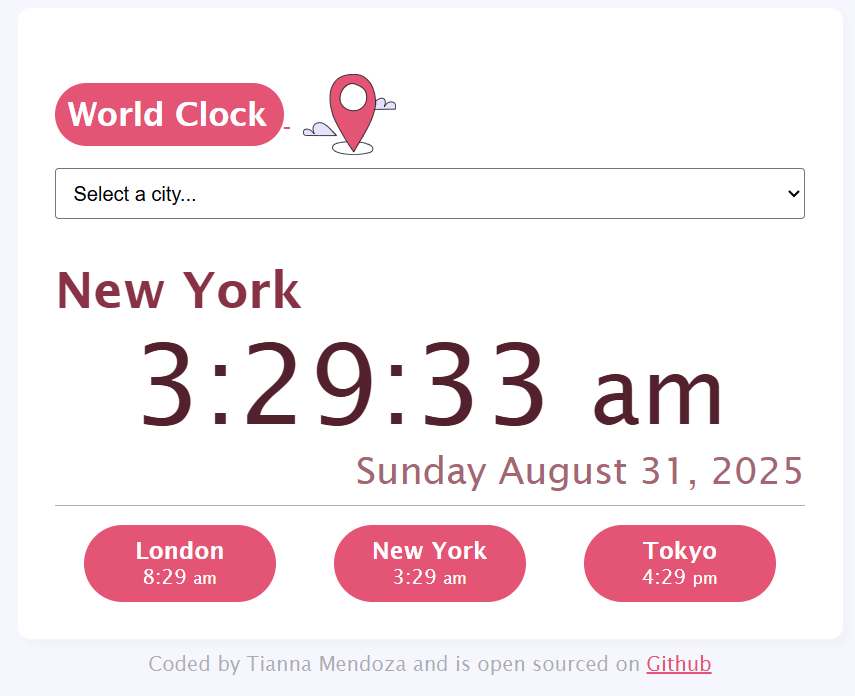 World Clock
Select a city...
New York
3:29:33 am
Sunday August 31, 2025
London
8:29 am
New York
3:29 am
Tokyo
4:29 pm
Coded by Tianna Mendoza and is open sourced on Github